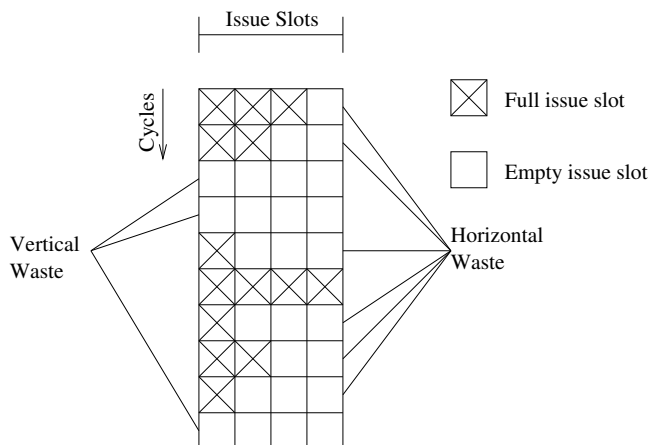 Issue Slots
Cycles
Full issue slot
Empty issue slot
Vertical
Waste
Horizontal
Waste